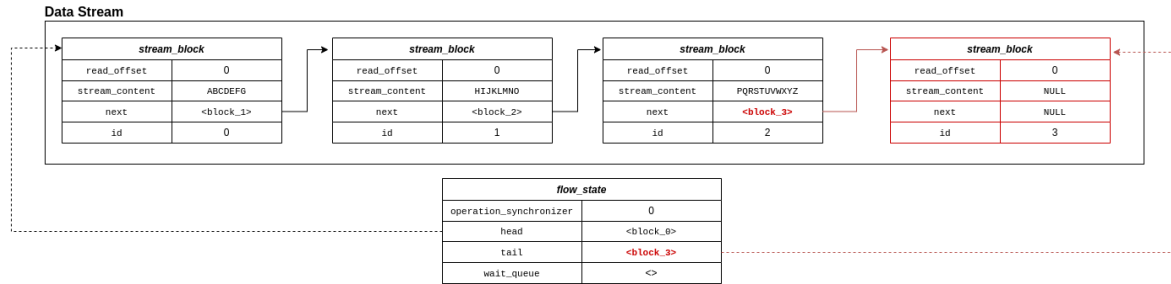 Data Stream
stream_block stream_block stream_block stream_block
read_offset 0 read_offset 0 read_offset 0 read_offset 0
stream_content ABCDEFG stream_content HIJKLMNO stream_content PQRSTUVWXYZ stream_content NULL
next <block_1> next <block_2> next <block_3> next NULL
id 0 id 1 id 2 id 3
flow_state
operation_synchronizer 0
head <block_0>
tail <block_3>
wait_queue <>